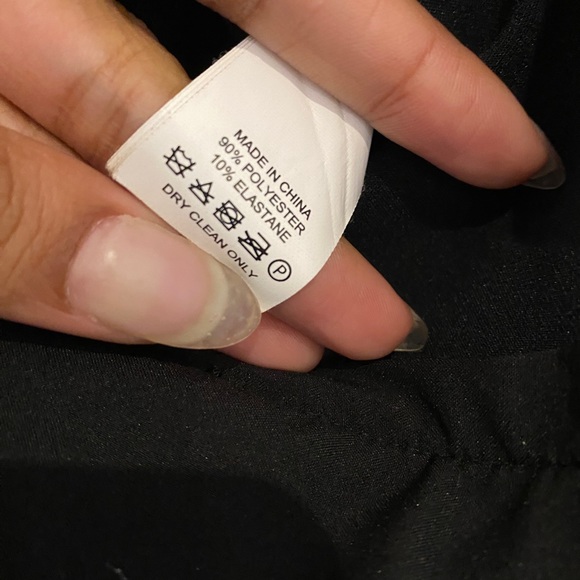 MADE IN CHINA
90% POLYESTER
10% ELASTANE
P
DRY CLEAN ONLY